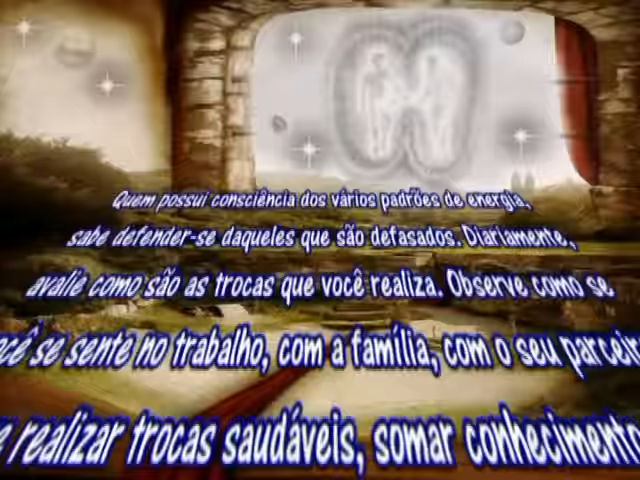 Quem possui consciência dos vários padrões de energia,
sabe defender-se daqueles que são defasados. Diariamente,
avalie como são as trocas que você realiza. Observe como se
ocê se sente no trabalho, com a família, com o seu parceir
e realizar trocas saudáveis, somar conhecimento